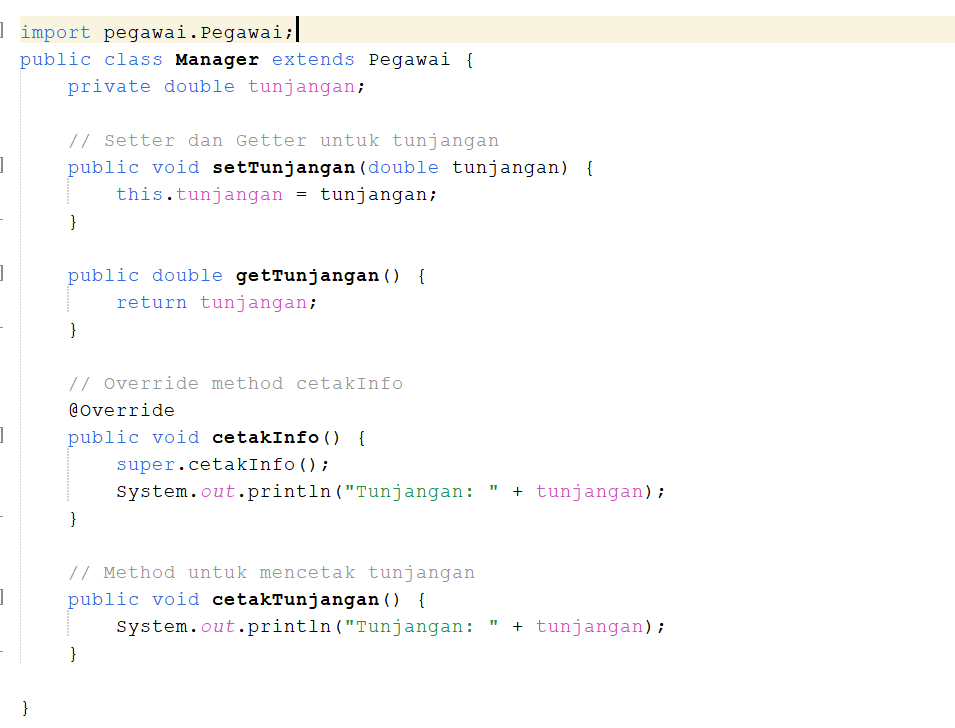 import pegawai.Pegawai;
public class Manager extends Pegawai {
    private double tunjangan;

    // Setter dan Getter untuk tunjangan
    public void setTunjangan(double tunjangan) {
        this.tunjangan = tunjangan;
    }

    public double getTunjangan() {
        return tunjangan;
    }

    // Override method cetakInfo
    @Override
    public void cetakInfo() {
        super.cetakInfo();
        System.out.println("Tunjangan: " + tunjangan);
    }

    // Method untuk mencetak tunjangan
    public void cetakTunjangan() {
        System.out.println("Tunjangan: " + tunjangan);
    }

}